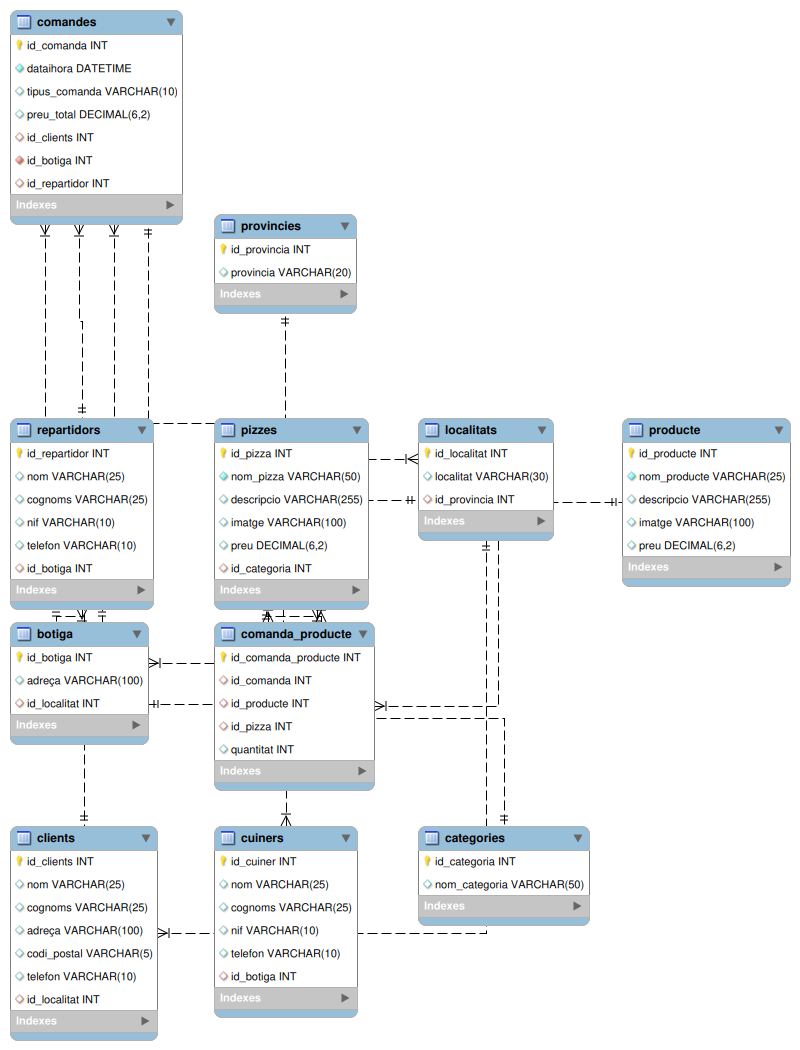 comandes
id_comanda INT
dataihora DATETIME
tipus_comanda VARCHAR(10)
preu_total DECIMAL(6,2)
id_clients INT
id_botiga INT
id_repartidor INT
Indexes
provincies
id_provincia INT
provincia VARCHAR(20)
Indexes
repartidors
id_repartidor INT
nom VARCHAR(25)
cognoms VARCHAR(25)
nif VARCHAR(10)
telefon VARCHAR(10)
id_botiga INT
Indexes
pizzes
id_pizza INT
nom_pizza VARCHAR(50)
descripcio VARCHAR(255)
imatge VARCHAR(100)
preu DECIMAL(6,2)
id_categoria INT
Indexes
localitats
id_localitat INT
localitat VARCHAR(30)
id_provincia INT
Indexes
producte
id_producte INT
nom_producte VARCHAR(25)
descripcio VARCHAR(255)
imatge VARCHAR(100)
preu DECIMAL(6,2)
Indexes
botiga
id_botiga INT
adreça VARCHAR(100)
id_localitat INT
Indexes
comanda_producte
id_comanda_producte INT
id_comanda INT
id_producte INT
id_pizza INT
quantitat INT
Indexes
clients
id_clients INT
nom VARCHAR(25)
cognoms VARCHAR(25)
adreça VARCHAR(100)
codi_postal VARCHAR(5)
telefon VARCHAR(10)
id_localitat INT
Indexes
cuiners
id_cuiner INT
nom VARCHAR(25)
cognoms VARCHAR(25)
nif VARCHAR(10)
telefon VARCHAR(10)
id_botiga INT
Indexes
categories
id_categoria INT
nom_categoria VARCHAR(50)
Indexes